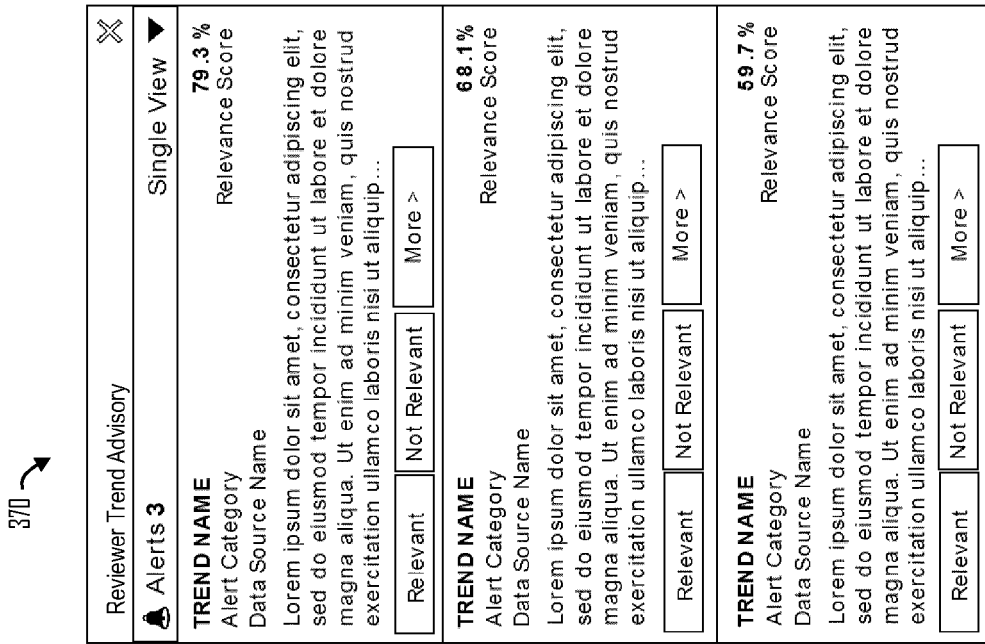 370
Reviewer Trend Advisory
Alerts 3 Single View
TREND NAME 79.3%
Alert Category Relevance Score
Data Source Name
Lorem ipsum dolor sit amet, consectetur adipiscing elit,
sed do eiusmod tempor incididunt ut labore et dolore
magna aliqua. Ut enim ad minim veniam, quis nostrud
exercitation ullamco laboris nisi ut aliquip...
Relevant Not Relevant More >
TREND NAME 68.1%
Alert Category Relevance Score
Data Source Name
Lorem ipsum dolor sit amet, consectetur adipiscing elit,
sed do eiusmod tempor incididunt ut labore et dolore
magna aliqua. Ut enim ad minim veniam, quis nostrud
exercitation ullamco laboris nisi ut aliquip...
Relevant Not Relevant More >
TREND NAME 59.7%
Alert Category Relevance Score
Data Source Name
Lorem ipsum dolor sit amet, consectetur adipiscing elit,
sed do eiusmod tempor incididunt ut labore et dolore
magna aliqua. Ut enim ad minim veniam, quis nostrud
exercitation ullamco laboris nisi ut aliquip...
Relevant Not Relevant More >